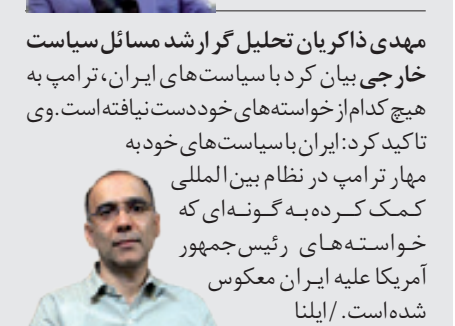 مهدی ذاکریان تحلیل گر ارشد مسائل سیاست
خارجی بیان کرد با سیاست‌های ایران، ترامپ به
هیچ کدام از خواسته‌های خود دست نیافته است. وی
تاکید کرد: ایران با سیاست‌های خود به
مهار ترامپ در نظام بین‌المللی
کمک کرده به گونه‌ای که
خواسته‌های رئیس‌جمهور
آمریکا علیه ایران معکوس
شده‌است. /ایلنا